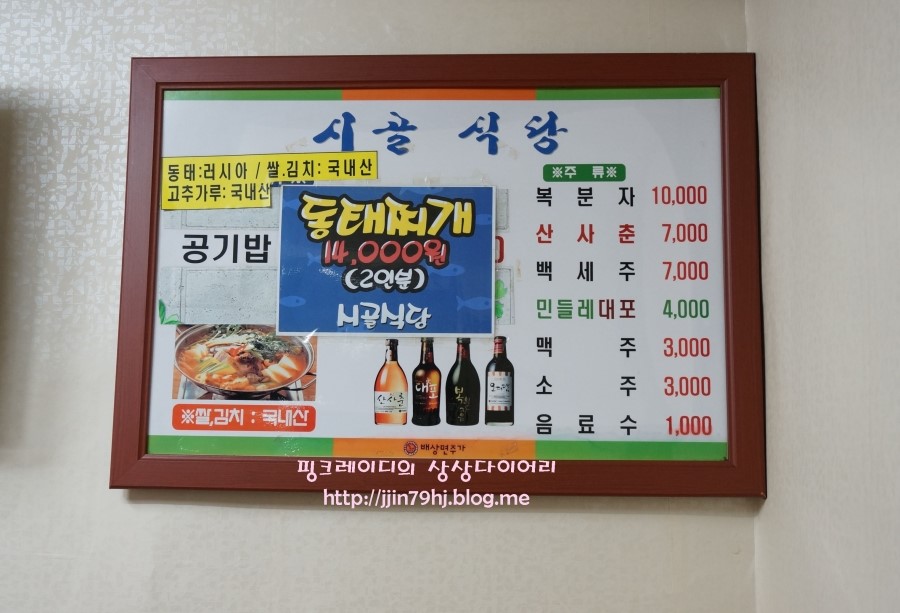 시골 식당
동태:러시아 / 쌀.김치: 국내산
고추가루: 국내산
공기밥
동태찌개
14,000원
(2인분)
시골식당
※쌀,김치 : 국내산
※주 류※
복 분 자 10,000
산 사 춘 7,000
백 세 주 7,000
민들레대포 4,000
맥 주 3,000
소 주 3,000
음 료 수 1,000
산사춘
대포
배상면주가
핑크레이디의 상상다이어리
http://jjin79hj.blog.me